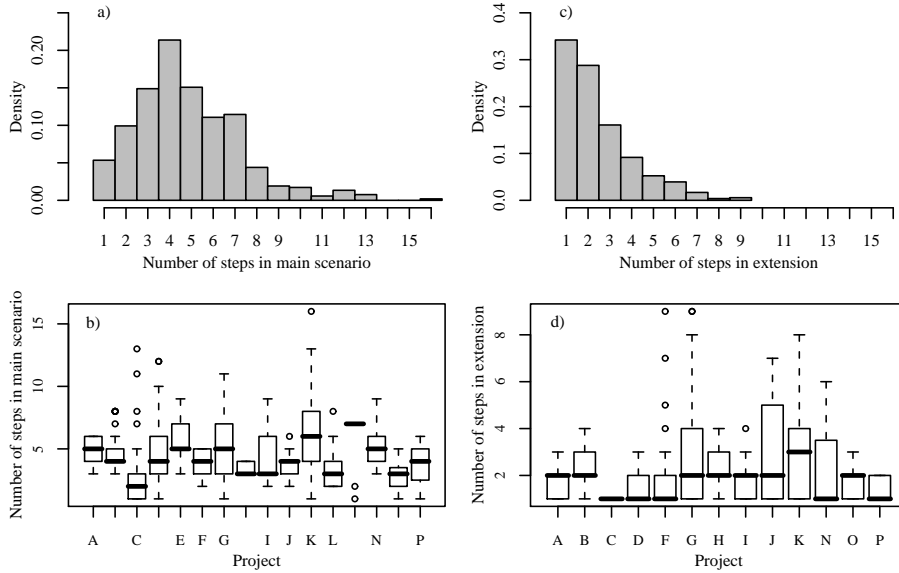 a)
Density
0.00 0.10 0.20
1 2 3 4 5 6 7 8 9 11 13 15
Number of steps in main scenario
c)
Density
0.0 0.1 0.2 0.3 0.4
1 2 3 4 5 6 7 8 9 11 13 15
Number of steps in extension
b)
Number of steps in main scenario
5 10 15
A C E F G I J K L N P
Project
d)
Number of steps in extension
2 4 6 8
A B C D F G H I J K N O P
Project